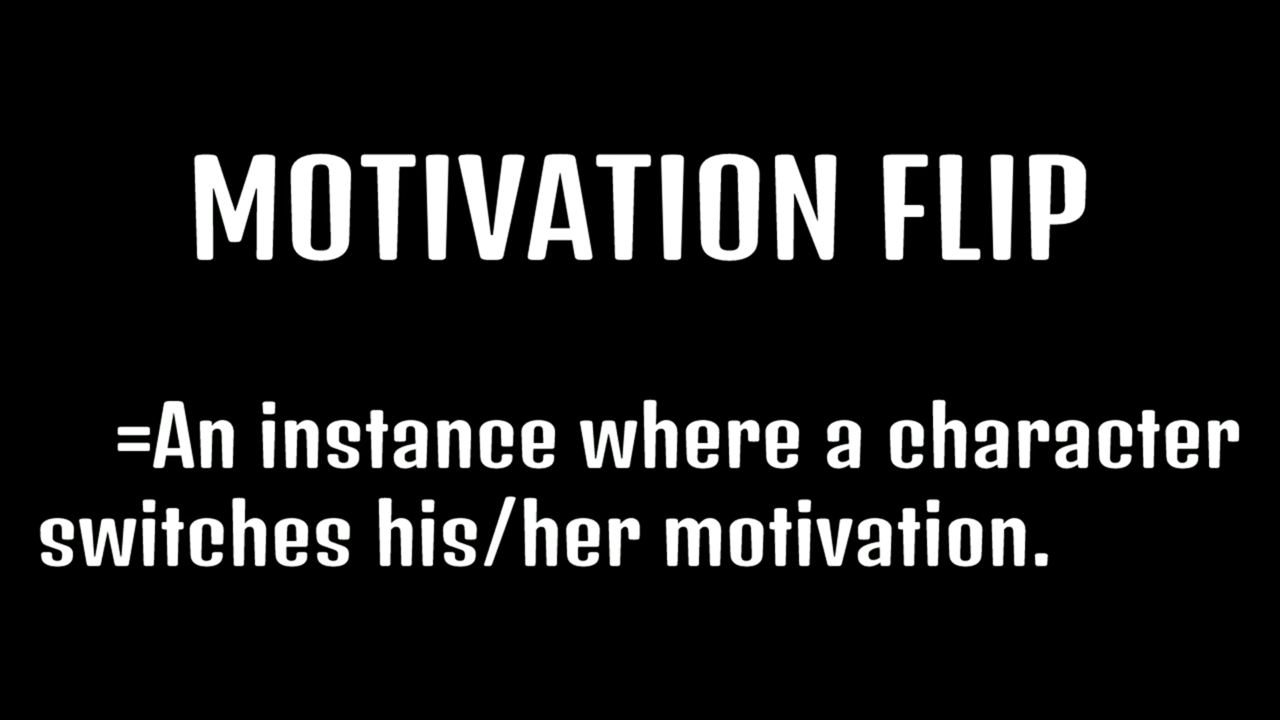 MOTIVATION FLIP
=An instance where a character
switches his/her motivation.